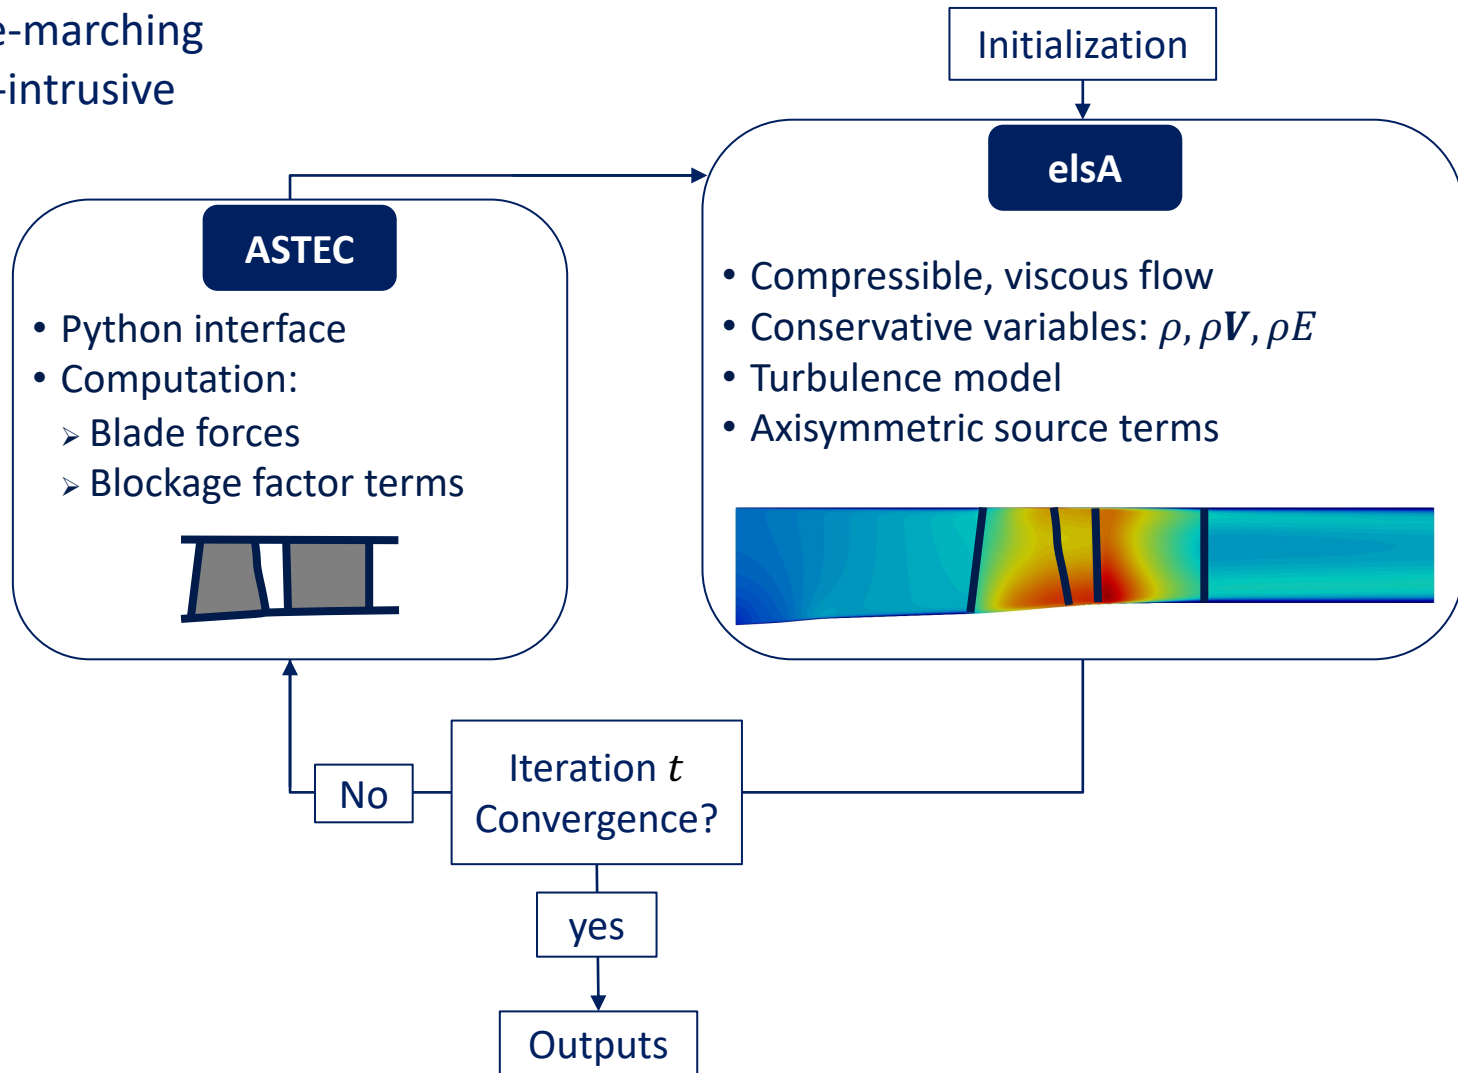 e-marching
-intrusive
Initialization
elsA
• Compressible, viscous flow
• Conservative variables: ρ, ρV, ρE
• Turbulence model
• Axisymmetric source terms
ASTEC
• Python interface
• Computation:
➢ Blade forces
➢ Blockage factor terms
Iteration t
Convergence?
No
yes
Outputs